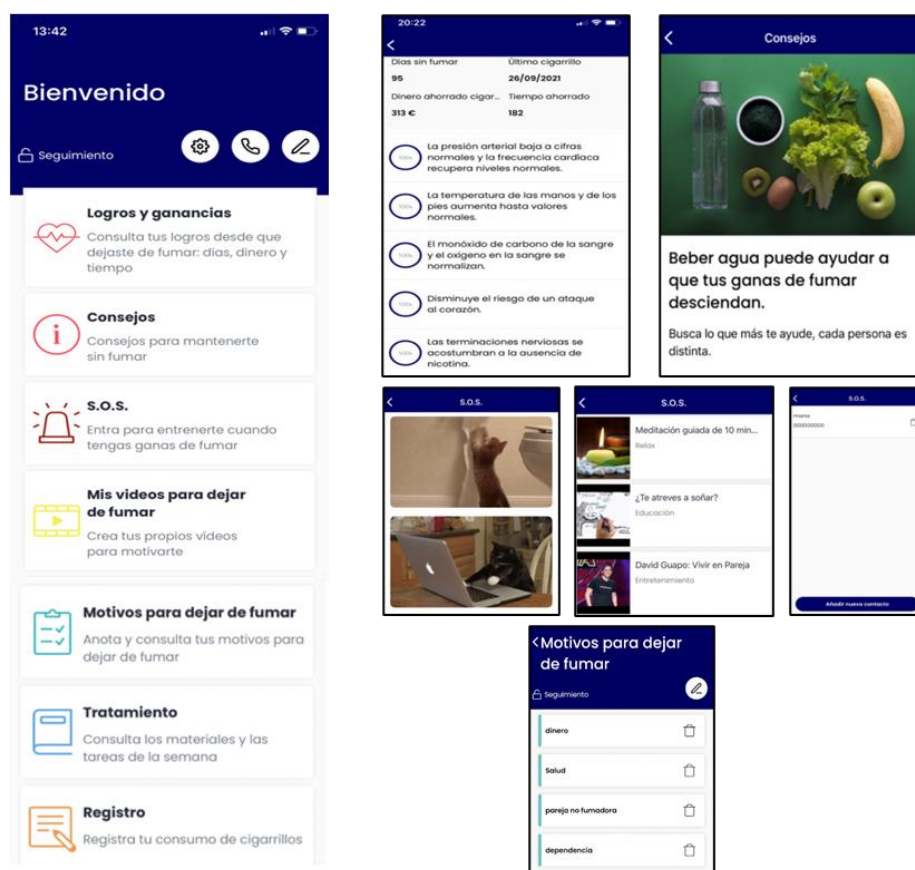 13:42
Bienvenido
Seguimiento
Logros y ganancias
Consulta tus logros desde que
dejaste de fumar: días, dinero y
tiempo
Consejos
Consejos para mantenerte
sin fumar
S.O.S.
Entra para entrenerte cuando
tengas ganas de fumar
Mis videos para dejar
de fumar
Crea tus propios vídeos
para motivarte
Motivos para dejar de fumar
Anota y consulta tus motivos para
dejar de fumar
Tratamiento
Consulta los materiales y las
tareas de la semana
Registro
Registra tu consumo de cigarrillos
20:22
Días sin fumar Último cigarrillo
95 26/09/2021
Dinero ahorrado cigar... Tiempo ahorrado
313 € 182
100%
La presión arterial baja a cifras
normales y la frecuencia cardíaca
recupera niveles normales.
100%
La temperatura de las manos y de los
pies aumenta hasta valores
normales.
100%
El monóxido de carbono de la sangre
y el oxígeno en la sangre se
normalizan.
100%
Disminuye el riesgo de un ataque
al corazón.
100%
Las terminaciones nerviosas se
acostumbran a la ausencia de
nicotina.
Consejos
Beber agua puede ayudar a
que tus ganas de fumar
desciendan.
Busca lo que más te ayude, cada persona es
distinta.
S.O.S.
S.O.S.
Meditación guiada de 10 min...
Relax
¿Te atreves a soñar?
Educación
David Guapo: Vivir en Pareja
Entretenimiento
S.O.S.
Añadir nuevo contacto
Motivos para dejar
de fumar
Seguimiento
dinero
Salud
pareja no fumadora
dependencia